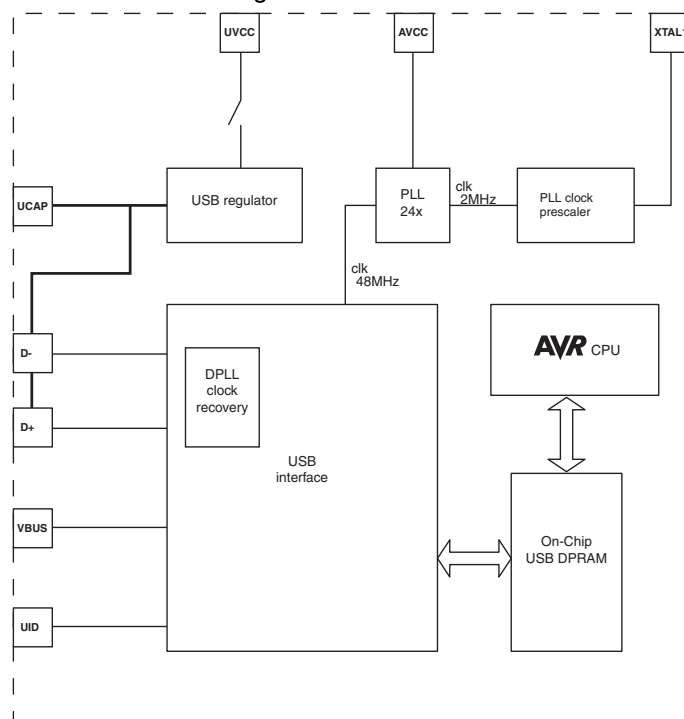 UVCC
AVCC
XTAL1
USB regulator
PLL
24x
clk
2MHz
PLL clock
prescaler
UCAP
clk
48MHz
D-
D+
DPLL
clock
recovery
AVR CPU
USB
interface
VBUS
On-Chip
USB DPRAM
UID